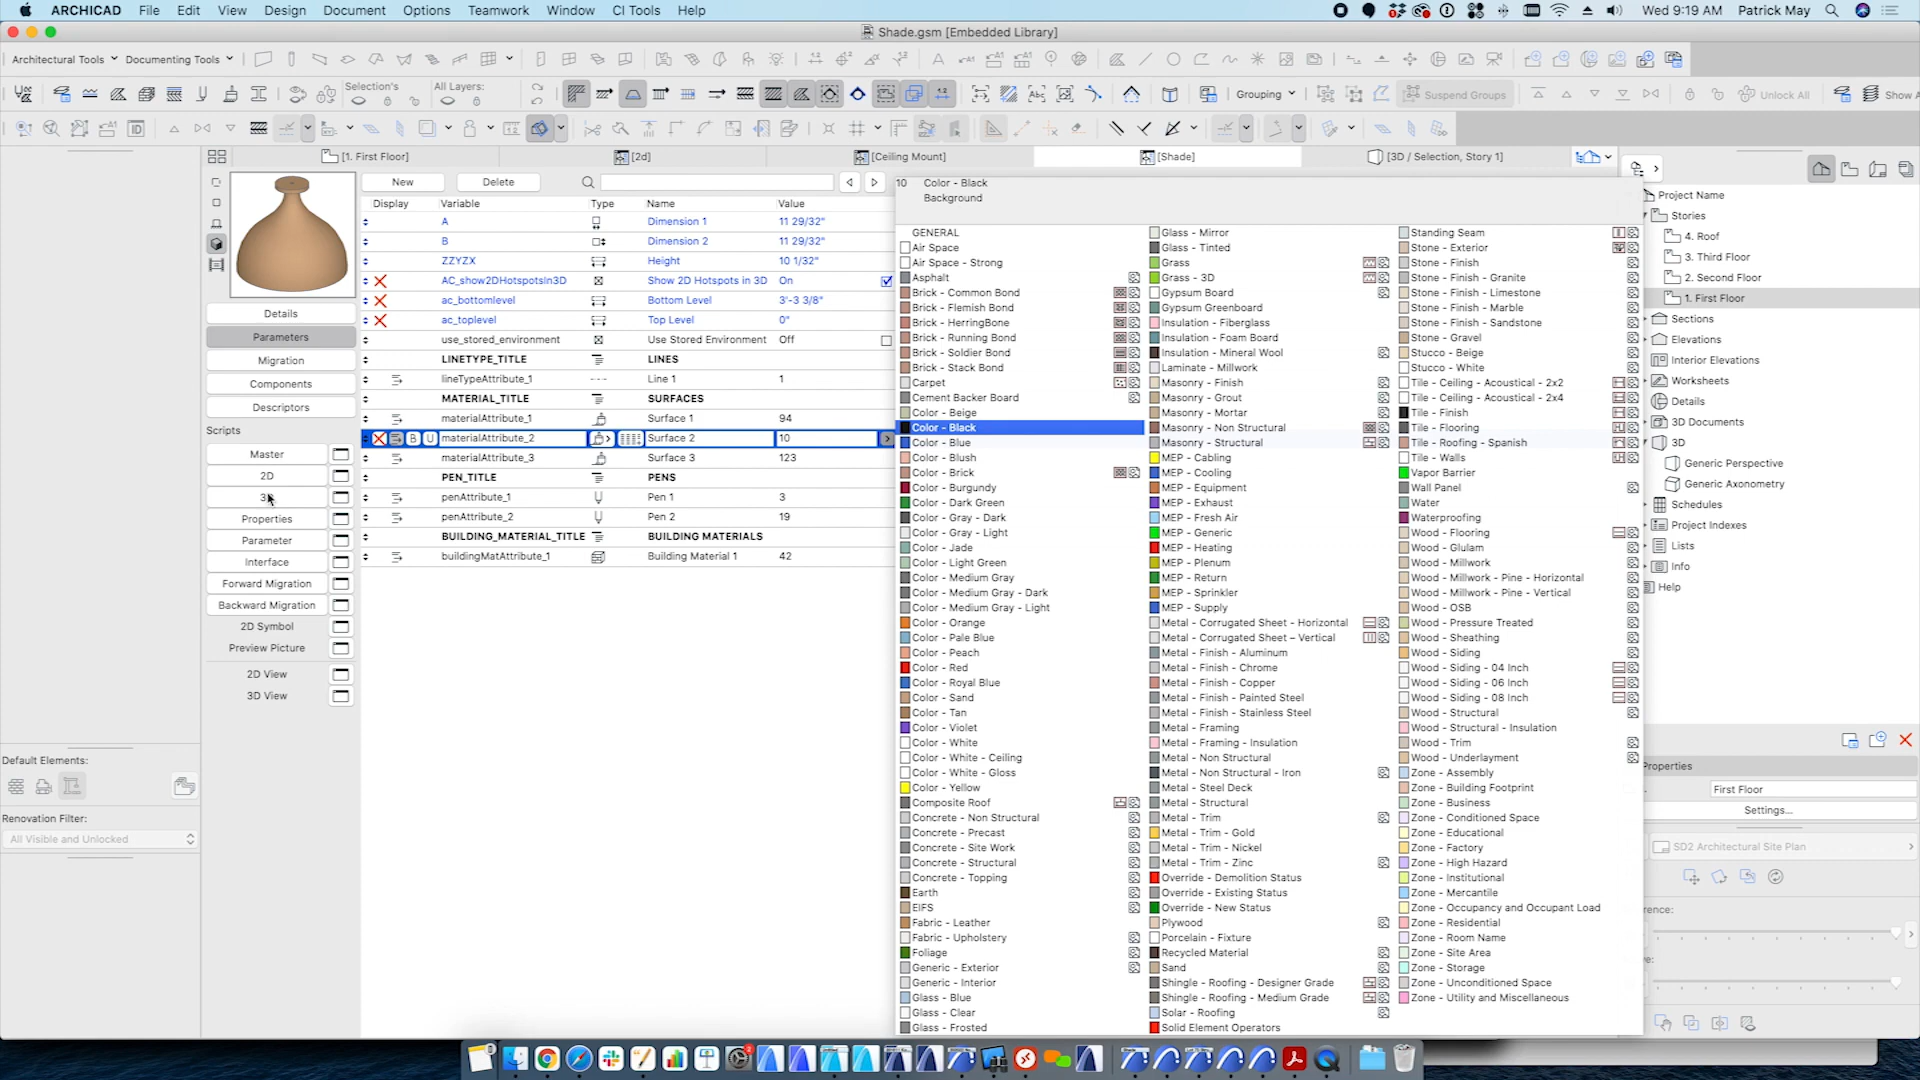 ARCHICAD File Edit View Design Document Options Teamwork Window CI Tools Help Wed 9:19 AM Patrick May
Shade.gsm [Embedded Library]
Architectural Tools Documenting Tools
Selection's All Layers: Grouping Suspend Groups Unlock All Show A
[1. First Floor] [2d] [Ceiling Mount] [Shade] [3D / Selection, Story 1]
New Delete
Display Variable Type Name Value
A Dimension 1 11 29/32"
B Dimension 2 11 29/32"
ZZYZX Height 10 1/32"
AC_show2DHotspotsIn3D Show 2D Hotspots in 3D On
ac_bottomlevel Bottom Level 3'-3 3/8"
ac_toplevel Top Level 0"
use_stored_environment Use Stored Environment Off
LINETYPE_TITLE LINES
lineTypeAttribute_1 Line 1 1
MATERIAL_TITLE SURFACES
materialAttribute_1 Surface 1 94
B U materialAttribute_2 Surface 2 10
materialAttribute_3 Surface 3 123
PEN_TITLE PENS
penAttribute_1 Pen 1 3
penAttribute_2 Pen 2 19
BUILDING_MATERIAL_TITLE BUILDING MATERIALS
buildingMatAttribute_1 Building Material 1 42
Details
Parameters
Migration
Components
Descriptors
Scripts
Master
2D
Properties
Parameter
Interface
Forward Migration
Backward Migration
2D Symbol
Preview Picture
2D View
3D View
Default Elements:
Renovation Filter:
All Visible and Unlocked
10 Color - Black
Background
GENERAL
Air Space
Air Space - Strong
Asphalt
Brick - Common Bond
Brick - Flemish Bond
Brick - HerringBone
Brick - Running Bond
Brick - Soldier Bond
Brick - Stack Bond
Carpet
Cement Backer Board
Color - Beige
Color - Black
Color - Blue
Color - Blush
Color - Brick
Color - Burgundy
Color - Dark Green
Color - Gray - Dark
Color - Gray - Light
Color - Jade
Color - Light Green
Color - Medium Gray
Color - Medium Gray - Dark
Color - Medium Gray - Light
Color - Orange
Color - Pale Blue
Color - Peach
Color - Red
Color - Royal Blue
Color - Sand
Color - Tan
Color - Violet
Color - White
Color - White - Ceiling
Color - White - Gloss
Color - Yellow
Composite Roof
Concrete - Non Structural
Concrete - Precast
Concrete - Site Work
Concrete - Structural
Concrete - Topping
Earth
EIFS
Fabric - Leather
Fabric - Upholstery
Foliage
Generic - Exterior
Generic - Interior
Glass - Blue
Glass - Clear
Glass - Frosted
Glass - Mirror
Glass - Tinted
Grass
Grass - 3D
Gypsum Board
Gypsum Greenboard
Insulation - Fiberglass
Insulation - Foam Board
Insulation - Mineral Wool
Laminate - Millwork
Masonry - Finish
Masonry - Grout
Masonry - Mortar
Masonry - Non Structural
Masonry - Structural
MEP - Cabling
MEP - Cooling
MEP - Equipment
MEP - Exhaust
MEP - Fresh Air
MEP - Generic
MEP - Heating
MEP - Plenum
MEP - Return
MEP - Sprinkler
MEP - Supply
Metal - Corrugated Sheet - Horizontal
Metal - Corrugated Sheet – Vertical
Metal - Finish - Aluminum
Metal - Finish - Chrome
Metal - Finish - Copper
Metal - Finish - Painted Steel
Metal - Finish - Stainless Steel
Metal - Framing
Metal - Framing - Insulation
Metal - Non Structural
Metal - Non Structural - Iron
Metal - Steel Deck
Metal - Structural
Metal - Trim
Metal - Trim - Gold
Metal - Trim - Nickel
Metal - Trim - Zinc
Override - Demolition Status
Override - Existing Status
Override - New Status
Plywood
Porcelain - Fixture
Recycled Material
Sand
Shingle - Roofing - Designer Grade
Shingle - Roofing - Medium Grade
Solar - Roofing
Solid Element Operators
Standing Seam
Stone - Exterior
Stone - Finish
Stone - Finish - Granite
Stone - Finish - Limestone
Stone - Finish - Marble
Stone - Finish - Sandstone
Stone - Gravel
Stucco - Beige
Stucco - White
Tile - Ceiling - Acoustical - 2x2
Tile - Ceiling - Acoustical - 2x4
Tile - Finish
Tile - Flooring
Tile - Roofing - Spanish
Tile - Walls
Vapor Barrier
Wall Panel
Water
Waterproofing
Wood - Flooring
Wood - Glulam
Wood - Millwork
Wood - Millwork - Pine - Horizontal
Wood - Millwork - Pine - Vertical
Wood - OSB
Wood - Pressure Treated
Wood - Sheathing
Wood - Siding
Wood - Siding - 04 Inch
Wood - Siding - 06 Inch
Wood - Siding - 08 Inch
Wood - Structural
Wood - Structural - Insulation
Wood - Trim
Wood - Underlayment
Zone - Assembly
Zone - Building Footprint
Zone - Business
Zone - Conditioned Space
Zone - Educational
Zone - Factory
Zone - High Hazard
Zone - Institutional
Zone - Mercantile
Zone - Occupancy and Occupant Load
Zone - Residential
Zone - Room Name
Zone - Site Area
Zone - Storage
Zone - Unconditioned Space
Zone - Utility and Miscellaneous
Project Name
Stories
4. Roof
3. Third Floor
2. Second Floor
1. First Floor
Sections
Elevations
Interior Elevations
Worksheets
Details
3D Documents
3D
Generic Perspective
Generic Axonometry
Schedules
Project Indexes
Lists
Info
Help
Properties
First Floor
Settings...
SD2 Architectural Site Plan
rence: